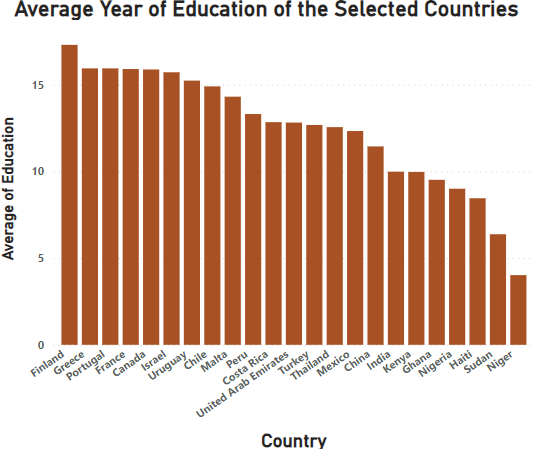 Average Year of Education of the Selected Countries
Average of Education
15
10
5
0
Finland
Greece
Portugal
France
Canada
Israel
Uruguay
Chile
Malta
Peru
Costa Rica
United Arab Emirates
Turkey
Thailand
Mexico
China
India
Kenya
Ghana
Nigeria
Haiti
Sudan
Niger
Country